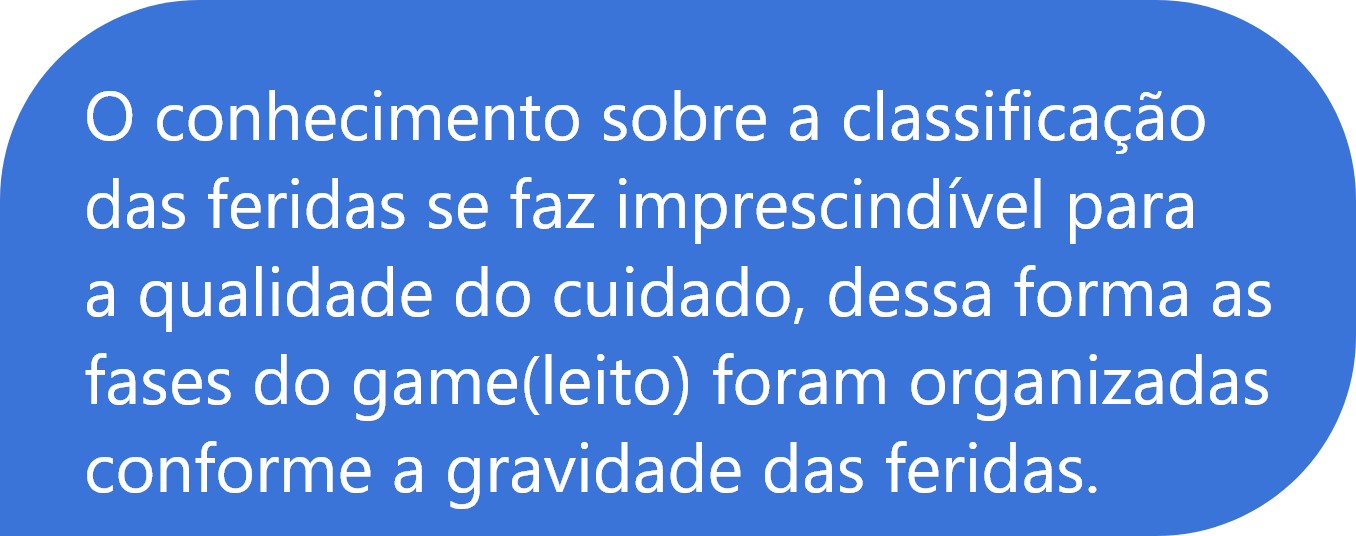 O conhecimento sobre a classificação
das feridas se faz imprescindível para
a qualidade do cuidado, dessa forma as
fases do game(leito) foram organizadas
conforme a gravidade das feridas.